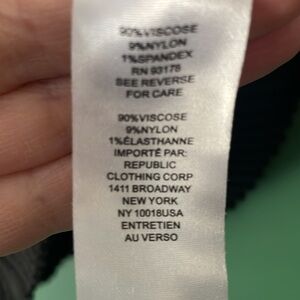 90%VISCOSE
9%NYLON
1%SPANDEX
RN 93178
SEE REVERSE
FOR CARE
90%VISCOSE
9%NYLON
1%ÉLASTHANNE
IMPORTÉ PAR:
REPUBLIC
CLOTHING CORP
1411 BROADWAY
NEW YORK
NY 10018USA
ENTRETIEN
AU VERSO